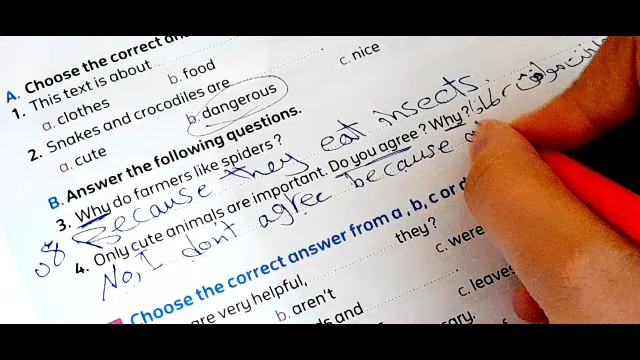 A. Choose the correct
1. This text is about
a. clothes b. food c. nice
2. Snakes and crocodiles are
a. cute b. dangerous
B. Answer the following questions.
3. Why do farmers like spiders?
Because they eat insects.
4. Only cute animals are important. Do you agree? Why?
No, I don't agree because
Choose the correct answer from a, b, c or d
are very helpful, they?
b. aren't c. were
and
c. leaves